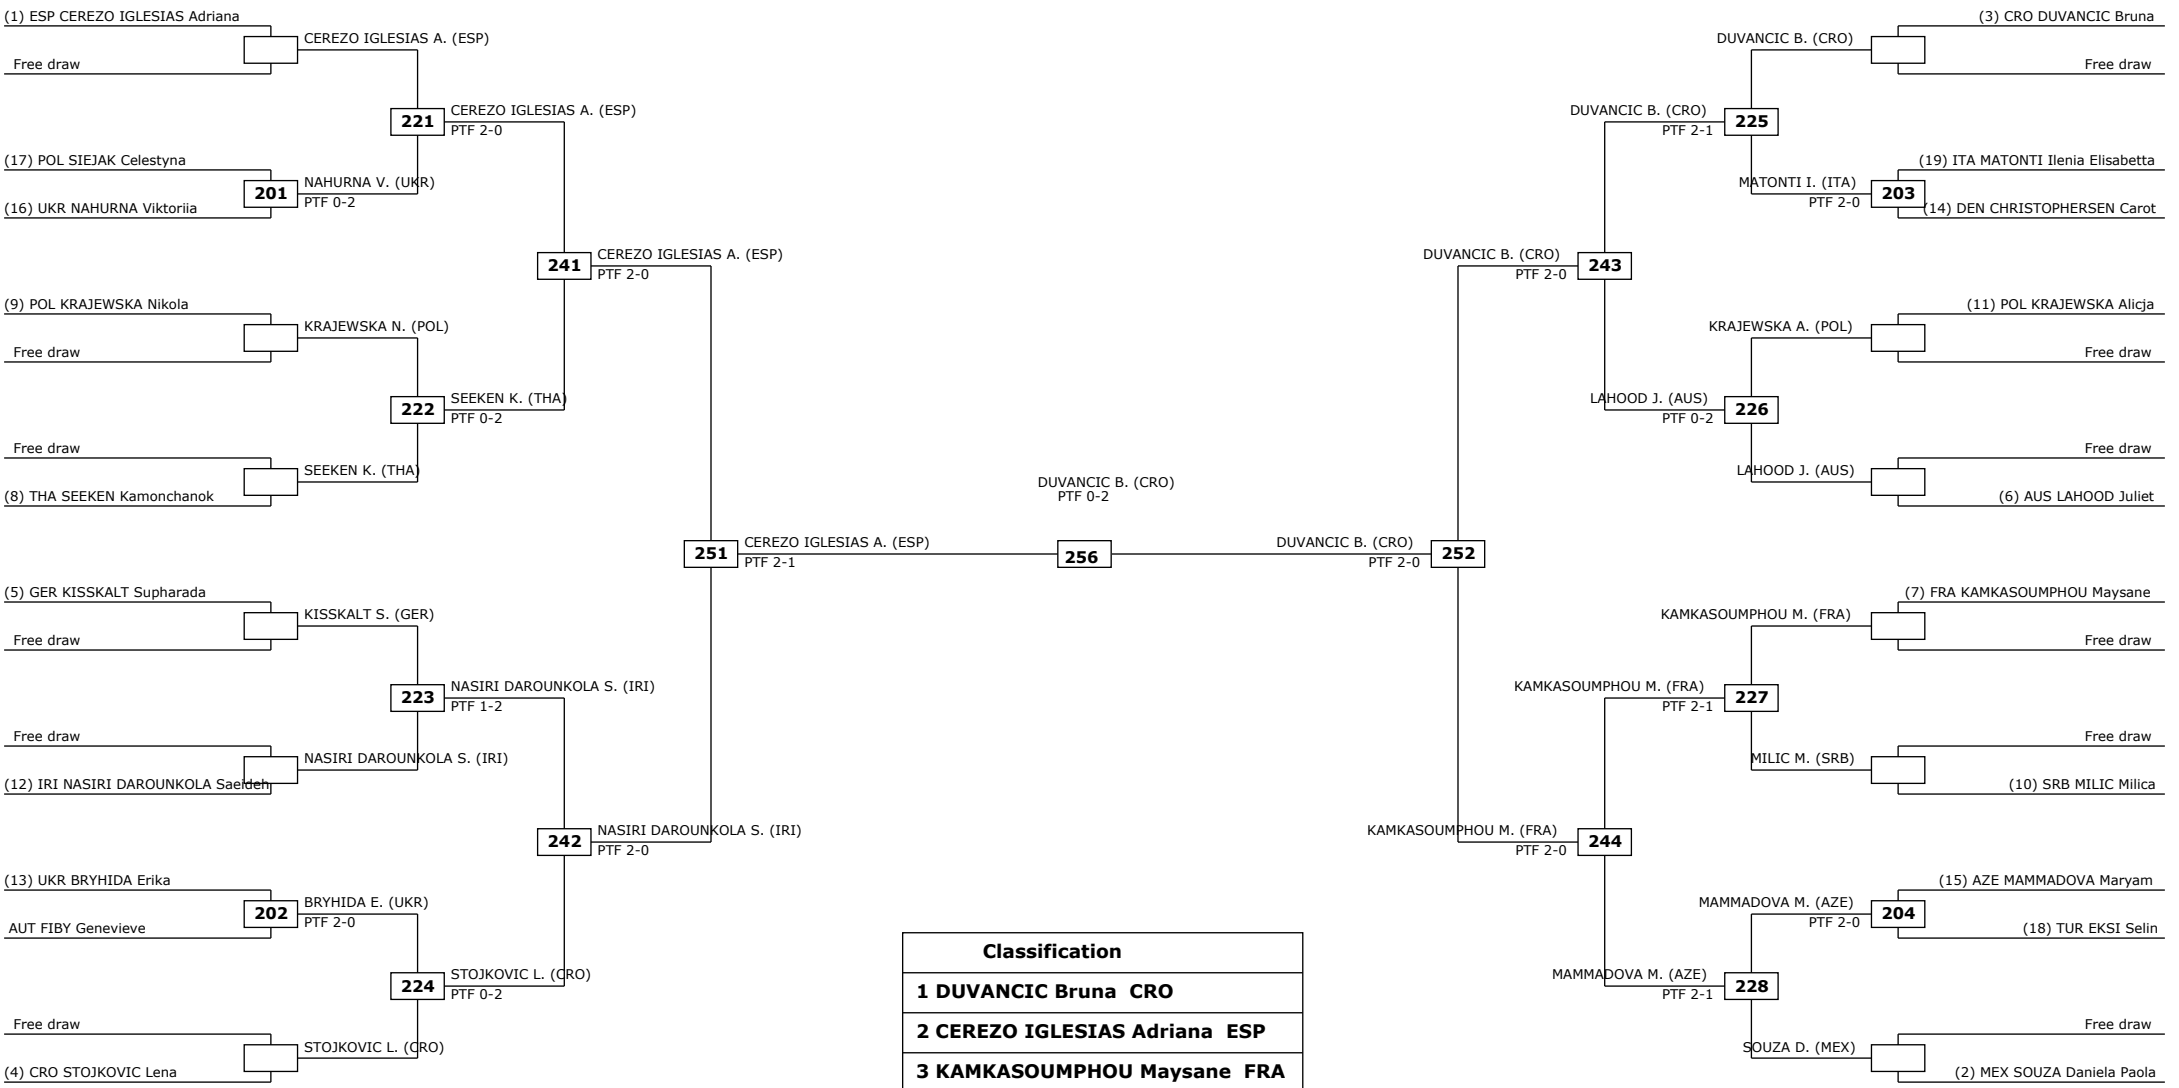 (1) ESP CEREZO IGLESIAS Adriana
CEREZO IGLESIAS A. (ESP)
Free draw
221
CEREZO IGLESIAS A. (ESP)
PTF 2-0
(17) POL SIEJAK Celestyna
201
NAHURNA V. (UKR)
PTF 0-2
(16) UKR NAHURNA Viktoriia
241
CEREZO IGLESIAS A. (ESP)
PTF 2-0
(9) POL KRAJEWSKA Nikola
KRAJEWSKA N. (POL)
Free draw
222
SEEKEN K. (THA)
PTF 0-2
Free draw
SEEKEN K. (THA)
(8) THA SEEKEN Kamonchanok
251
CEREZO IGLESIAS A. (ESP)
PTF 2-1
(5) GER KISSKALT Supharada
KISSKALT S. (GER)
Free draw
223
NASIRI DAROUNKOLA S. (IRI)
PTF 1-2
Free draw
NASIRI DAROUNKOLA S. (IRI)
(12) IRI NASIRI DAROUNKOLA Saeideh
242
NASIRI DAROUNKOLA S. (IRI)
PTF 2-0
(13) UKR BRYHIDA Erika
202
BRYHIDA E. (UKR)
PTF 2-0
AUT FIBY Genevieve
224
STOJKOVIC L. (CRO)
PTF 0-2
Free draw
STOJKOVIC L. (CRO)
(4) CRO STOJKOVIC Lena
DUVANCIC B. (CRO)
PTF 0-2
256
(3) CRO DUVANCIC Bruna
DUVANCIC B. (CRO)
Free draw
DUVANCIC B. (CRO)
PTF 2-1
225
(19) ITA MATONTI Ilenia Elisabetta
MATONTI I. (ITA)
PTF 2-0
203
(14) DEN CHRISTOPHERSEN Carot
DUVANCIC B. (CRO)
PTF 2-0
243
(11) POL KRAJEWSKA Alicja
KRAJEWSKA A. (POL)
Free draw
LAHOOD J. (AUS)
PTF 0-2
226
Free draw
LAHOOD J. (AUS)
(6) AUS LAHOOD Juliet
DUVANCIC B. (CRO)
PTF 2-0
252
(7) FRA KAMKASOUMPHOU Maysane
KAMKASOUMPHOU M. (FRA)
Free draw
KAMKASOUMPHOU M. (FRA)
PTF 2-1
227
Free draw
MILIC M. (SRB)
(10) SRB MILIC Milica
KAMKASOUMPHOU M. (FRA)
PTF 2-0
244
(15) AZE MAMMADOVA Maryam
MAMMADOVA M. (AZE)
PTF 2-0
204
(18) TUR EKSI Selin
MAMMADOVA M. (AZE)
PTF 2-1
228
Free draw
SOUZA D. (MEX)
(2) MEX SOUZA Daniela Paola
Classification
1 DUVANCIC Bruna CRO
2 CEREZO IGLESIAS Adriana ESP
3 KAMKASOUMPHOU Maysane FRA